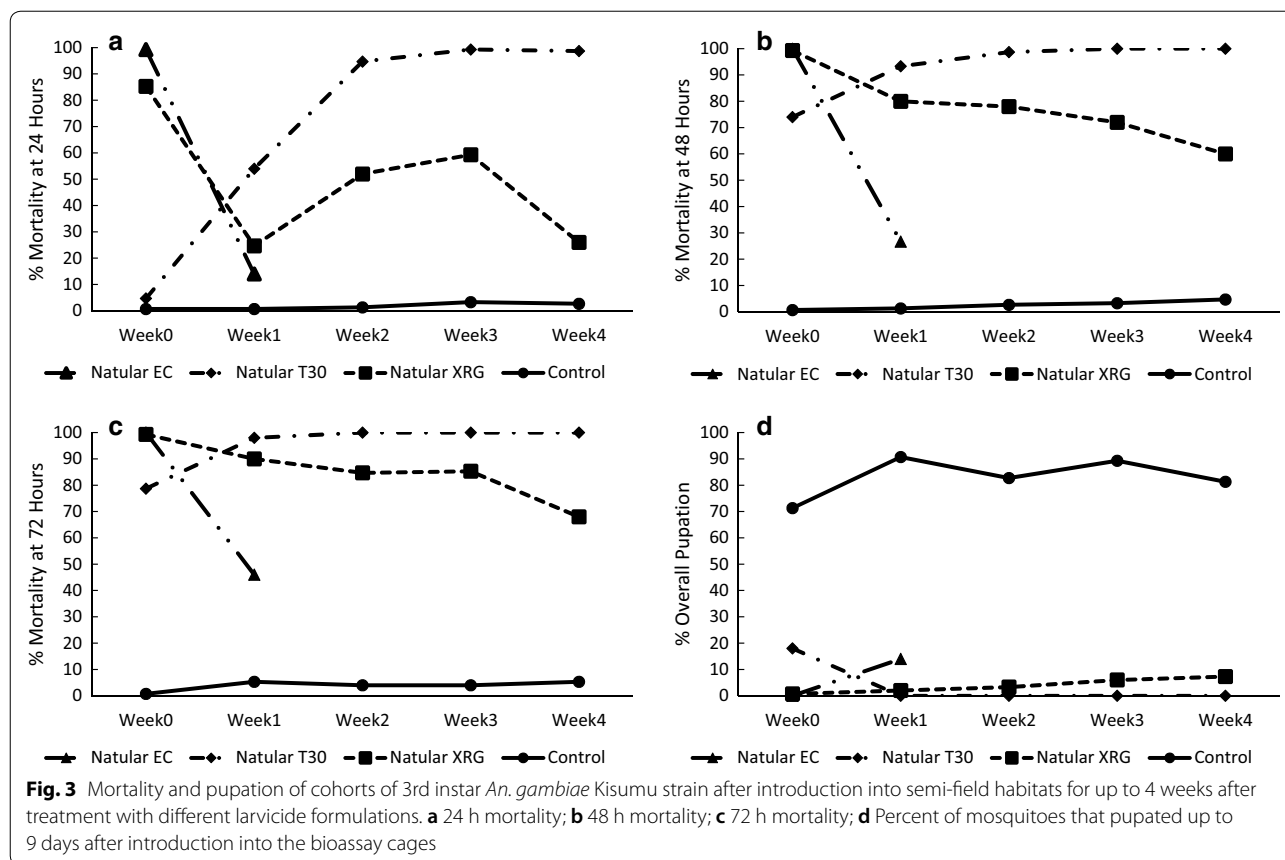 a
% Mortality at 24 Hours
100
90
80
70
60
50
40
30
20
10
0
Week0 Week1 Week2 Week3 Week4
Natular EC Natular T30 Natular XRG Control
b
% Mortality at 48 Hours
100
90
80
70
60
50
40
30
20
10
0
Week0 Week1 Week2 Week3 Week4
Natular EC Natular T30 Natular XRG Control
c
% Mortality at 72 Hours
100
90
80
70
60
50
40
30
20
10
0
Week0 Week1 Week2 Week3 Week4
Natular EC Natular T30 Natular XRG Control
d
% Overall Pupation
100
90
80
70
60
50
40
30
20
10
0
Week0 Week1 Week2 Week3 Week4
Natular EC Natular T30 Natular XRG Control
Fig. 3 Mortality and pupation of cohorts of 3rd instar An. gambiae Kisumu strain after introduction into semi-field habitats for up to 4 weeks after
treatment with different larvicide formulations. a 24 h mortality; b 48 h mortality; c 72 h mortality; d Percent of mosquitoes that pupated up to
9 days after introduction into the bioassay cages